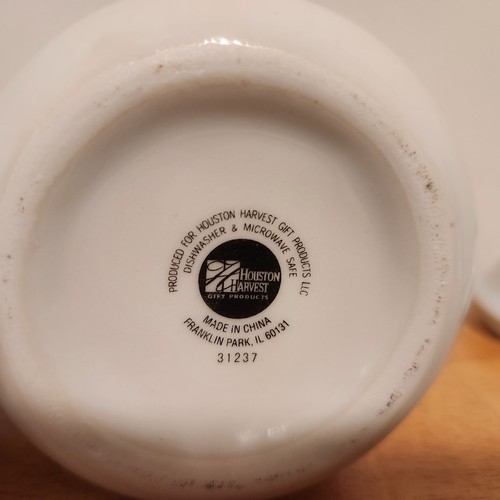 PRODUCED FOR HOUSTON HARVEST GIFT PRODUCTS LLC
DISHWASHER & MICROWAVE SAFE
HOUSTON
HARVEST
GIFT PRODUCTS
MADE IN CHINA
FRANKLIN PARK, IL 60131
31237